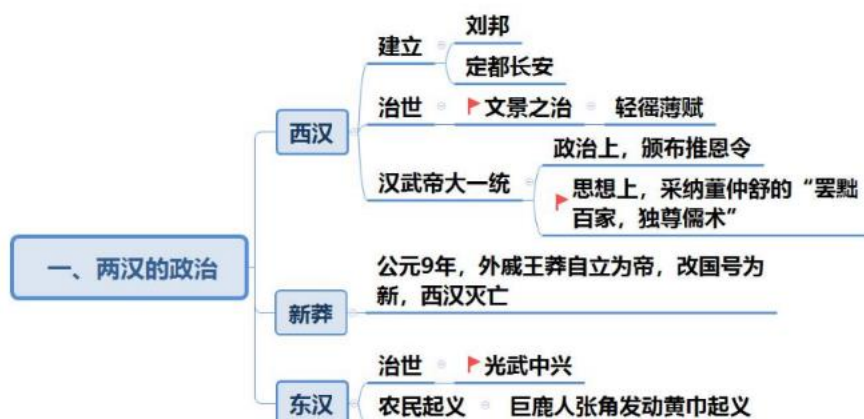 一、两汉的政治
西汉
建立
刘邦
定都长安
治世
文景之治
轻徭薄赋
汉武帝大一统
政治上，颁布推恩令
思想上，采纳董仲舒的“罢黜
百家，独尊儒术”
新莽
公元9年，外戚王莽自立为帝，改国号为
新，西汉灭亡
东汉
治世
光武中兴
农民起义
巨鹿人张角发动黄巾起义